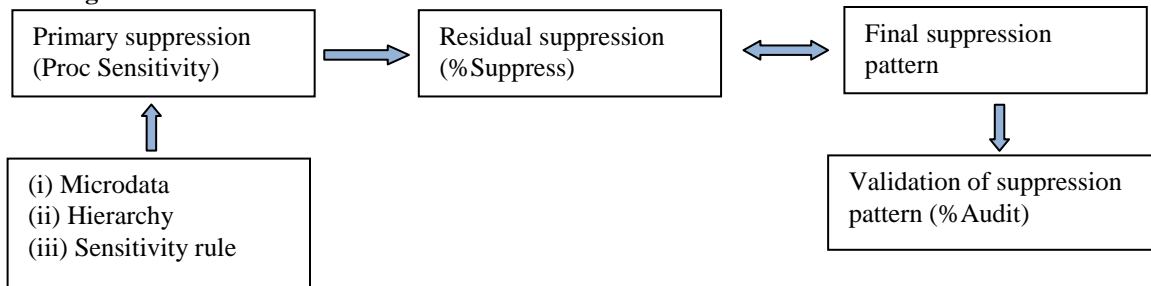 Primary suppression
(Proc Sensitivity)
Residual suppression
(%Suppress)
Final suppression
pattern
(i) Microdata
(ii) Hierarchy
(iii) Sensitivity rule
Validation of suppression
pattern (%Audit)